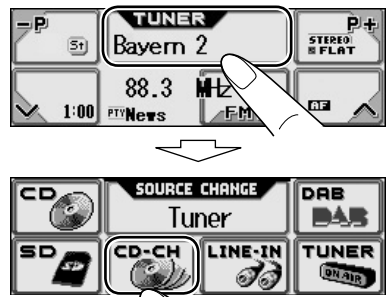 -P TUNER P+
St Bayern 2 STEREO FLAT
88.3 MHz
1:00 PTY News FM AF
CD SOURCE CHANGE DAB
Tuner DAB
SD CD-CH LINE-IN TUNER
ON AIR